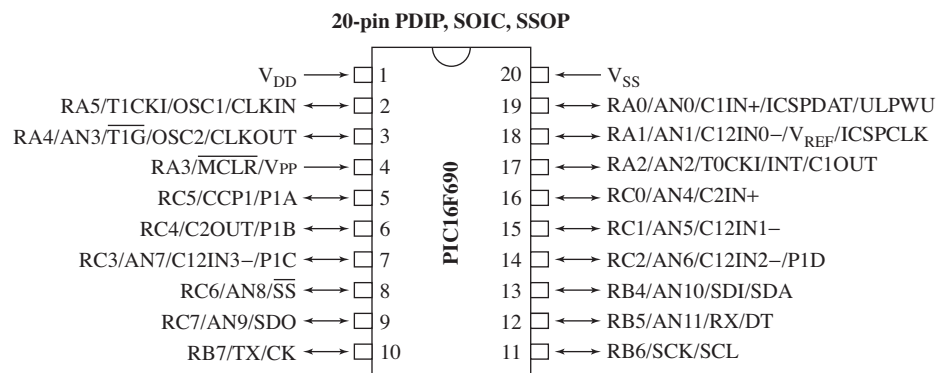 20-pin PDIP, SOIC, SSOP
VDD 1 20 VSS
RA5/T1CKI/OSC1/CLKIN 2 19 RA0/AN0/C1IN+/ICSPDAT/ULPWU
RA4/AN3/T1G/OSC2/CLKOUT 3 18 RA1/AN1/C12IN0−/VREF/ICSPCLK
RA3/MCLR/VPP 4 17 RA2/AN2/T0CKI/INT/C1OUT
RC5/CCP1/P1A 5 16 RC0/AN4/C2IN+
RC4/C2OUT/P1B 6 15 RC1/AN5/C12IN1-
RC3/AN7/C12IN3−/P1C 7 14 RC2/AN6/C12IN2−/P1D
RC6/AN8/SS 8 13 RB4/AN10/SDI/SDA
RC7/AN9/SDO 9 12 RB5/AN11/RX/DT
RB7/TX/CK 10 11 RB6/SCK/SCL
PIC16F690